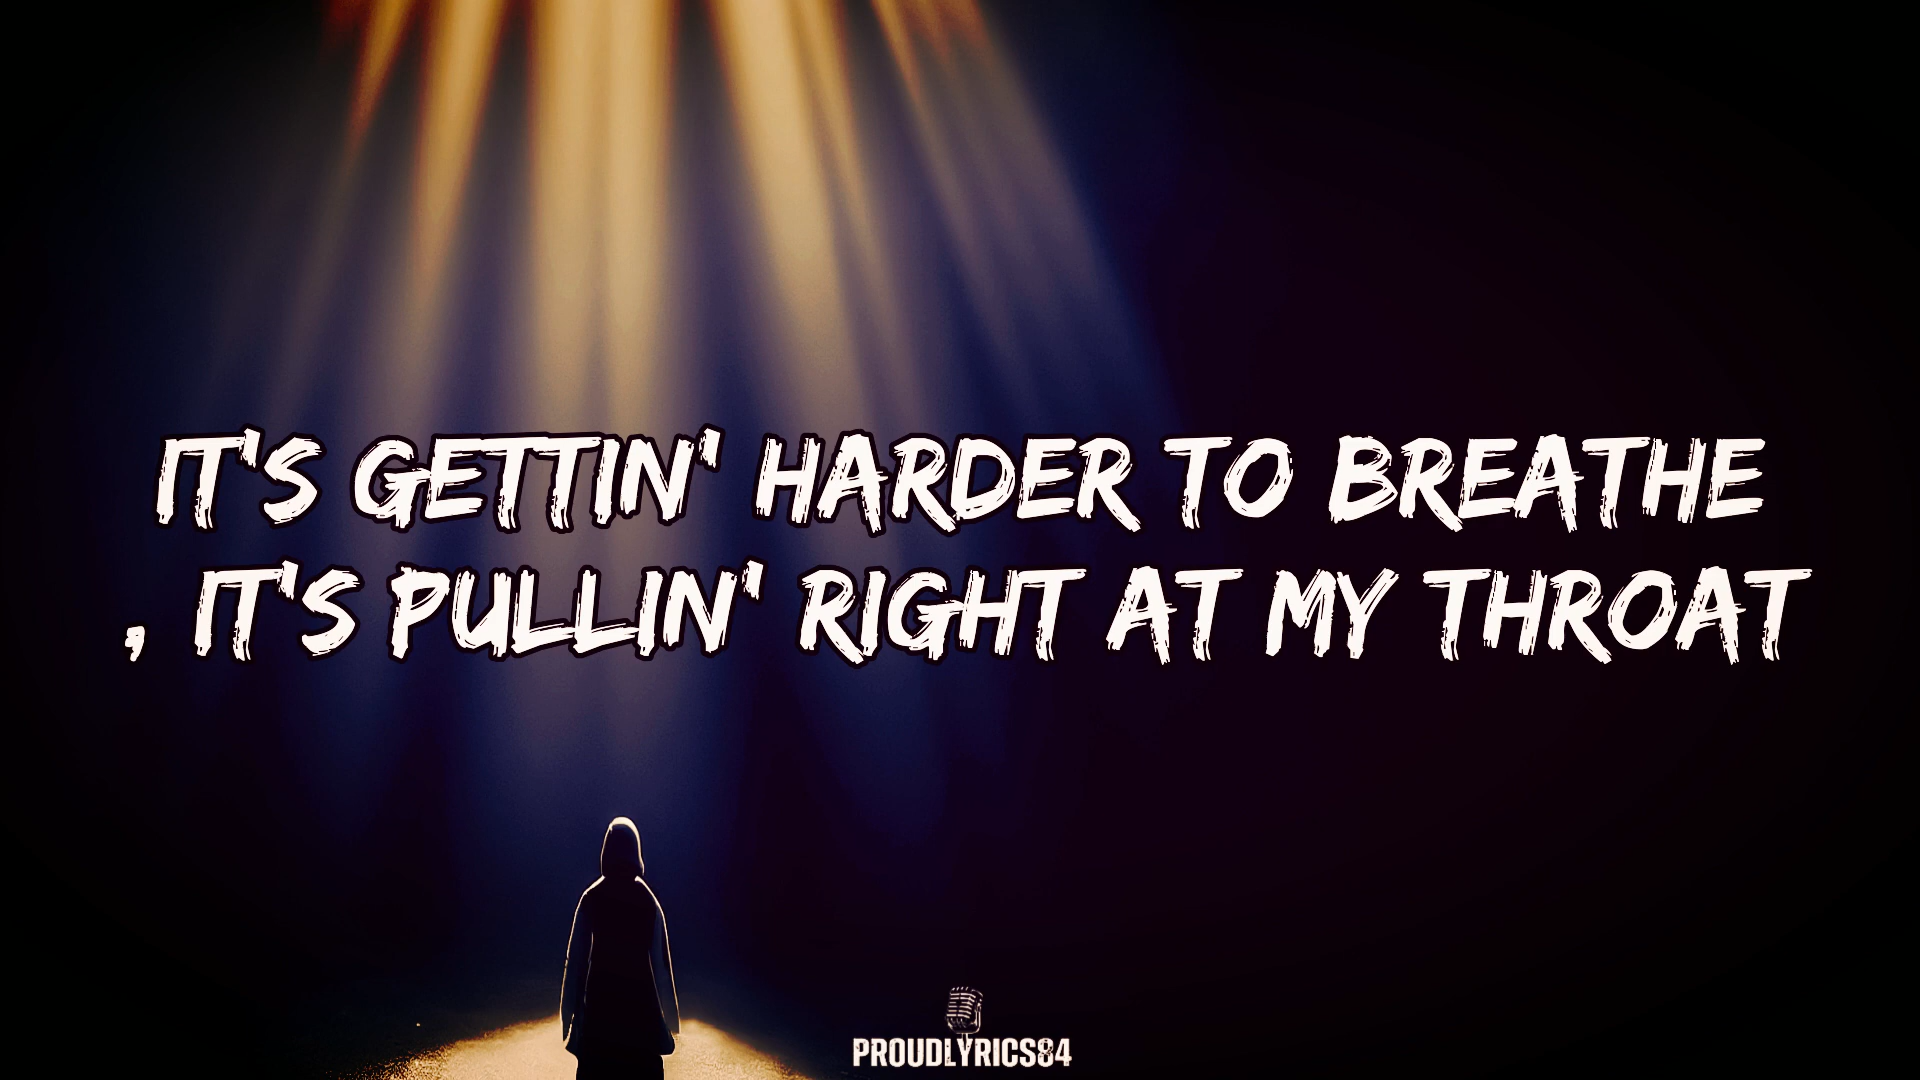 IT'S GETTIN' HARDER TO BREATHE
, IT'S PULLIN' RIGHT AT MY THROAT
PROUDLYRICS84